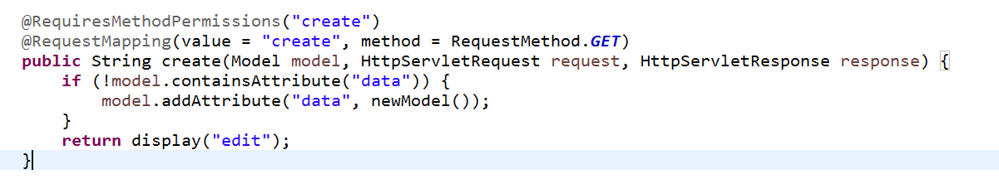 @RequiresMethodPermissions("create")
@RequestMapping(value = "create", method = RequestMethod.GET)
public String create(Model model, HttpServletRequest request, HttpServletResponse response) {
    if (!model.containsAttribute("data")) {
        model.addAttribute("data", newModel());
    }
    return display("edit");
}